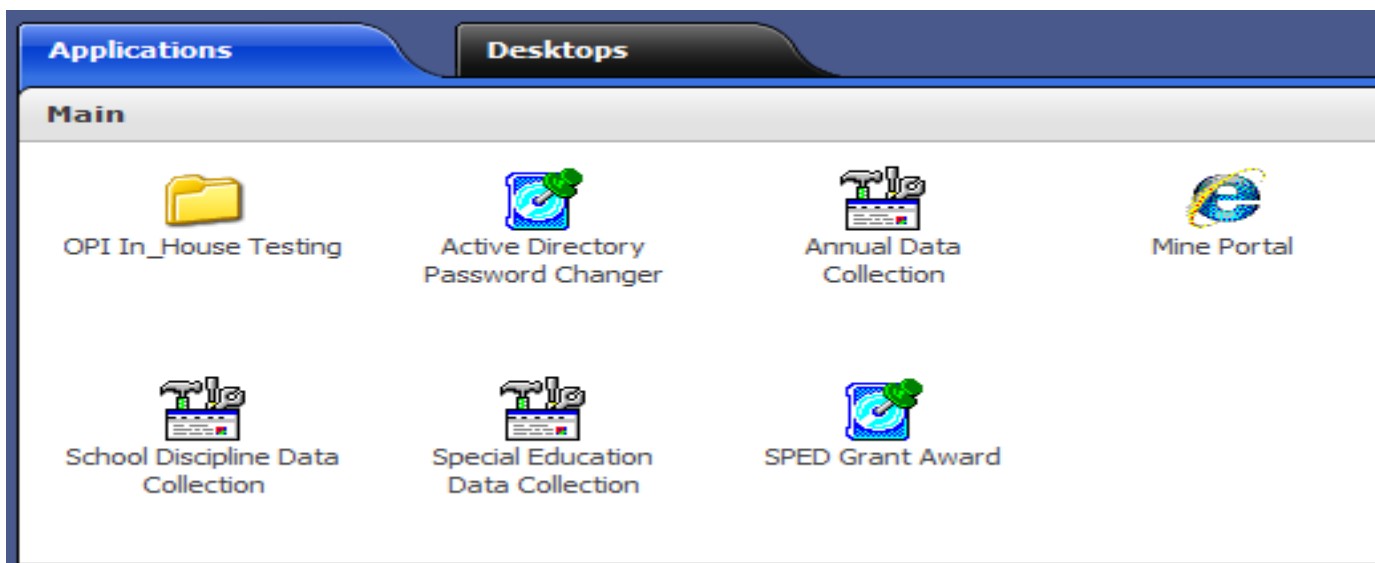 Applications
Desktops
Main
OPI In_House Testing
Active Directory
Password Changer
Annual Data
Collection
Mine Portal
School Discipline Data
Collection
Special Education
Data Collection
SPED Grant Award